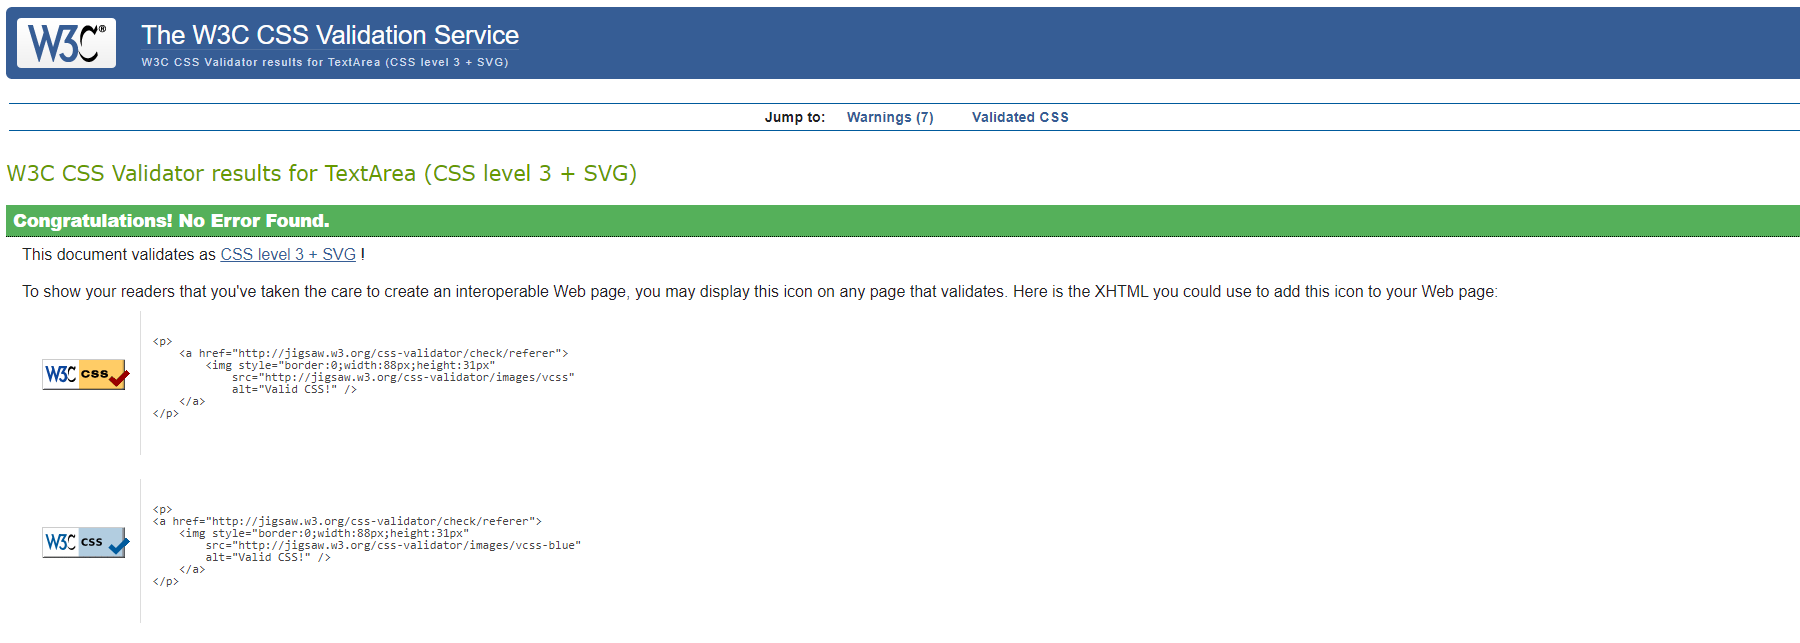 W3C®
The W3C CSS Validation Service
W3C CSS Validator results for TextArea (CSS level 3 + SVG)
Jump to: Warnings (7) Validated CSS
W3C CSS Validator results for TextArea (CSS level 3 + SVG)
Congratulations! No Error Found.
This document validates as CSS level 3 + SVG !
To show your readers that you've taken the care to create an interoperable Web page, you may display this icon on any page that validates. Here is the XHTML you could use to add this icon to your Web page:
W3C css
<p>
<a href="http://jigsaw.w3.org/css-validator/check/referer">
<img style="border:0;width:88px;height:31px"
src="http://jigsaw.w3.org/css-validator/images/vcss"
alt="Valid CSS!" />
</a>
</p>
W3C css
<p>
<a href="http://jigsaw.w3.org/css-validator/check/referer">
<img style="border:0;width:88px;height:31px"
src="http://jigsaw.w3.org/css-validator/images/vcss-blue"
alt="Valid CSS!" />
</a>
</p>